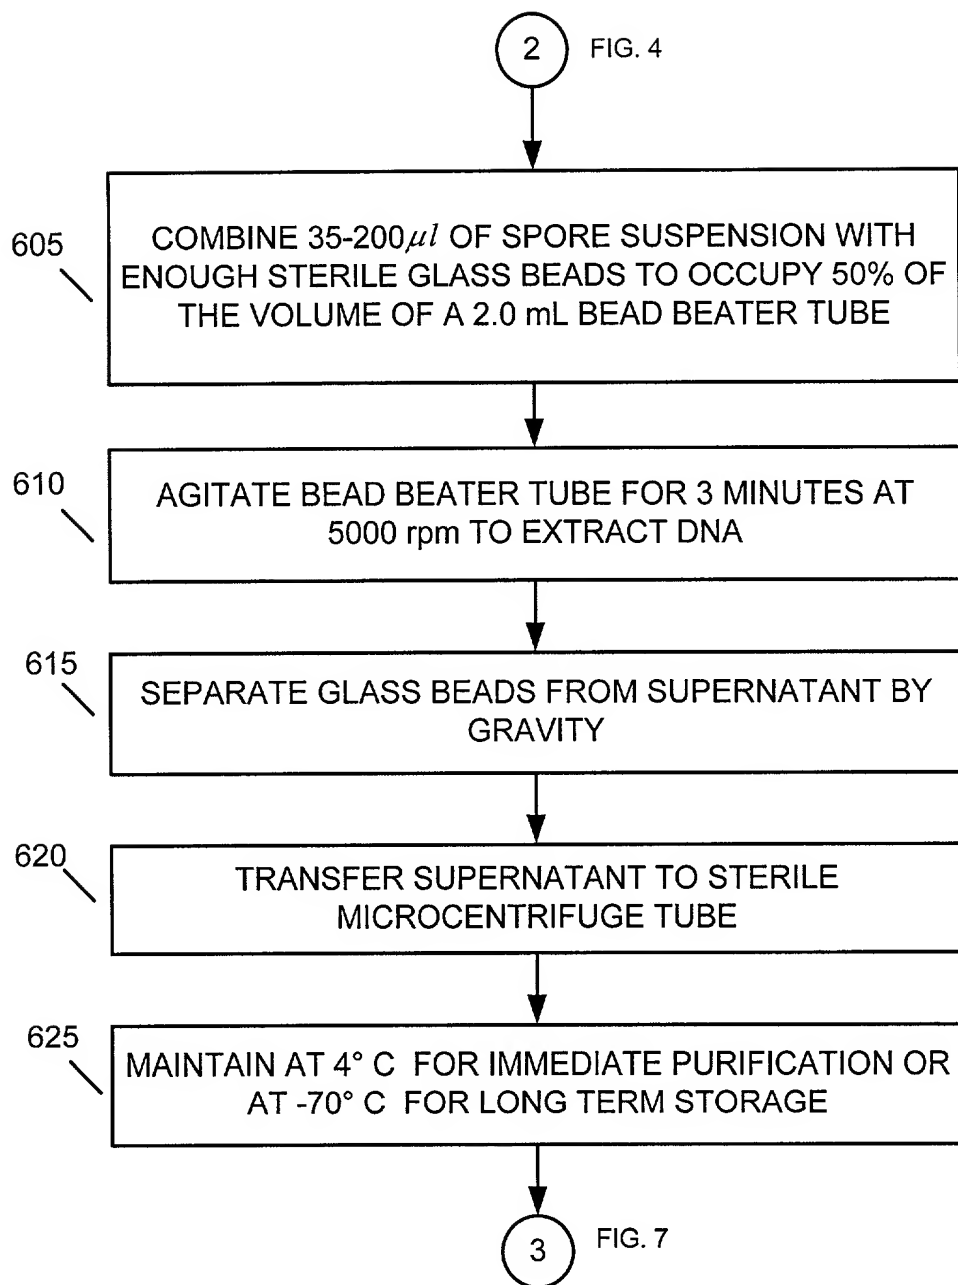 2 FIG. 4
605
COMBINE 35-200μl OF SPORE SUSPENSION WITH
ENOUGH STERILE GLASS BEADS TO OCCUPY 50% OF
THE VOLUME OF A 2.0 mL BEAD BEATER TUBE
610
AGITATE BEAD BEATER TUBE FOR 3 MINUTES AT
5000 rpm TO EXTRACT DNA
615
SEPARATE GLASS BEADS FROM SUPERNATANT BY
GRAVITY
620
TRANSFER SUPERNATANT TO STERILE
MICROCENTRIFUGE TUBE
625
MAINTAIN AT 4° C FOR IMMEDIATE PURIFICATION OR
AT -70° C FOR LONG TERM STORAGE
3 FIG. 7